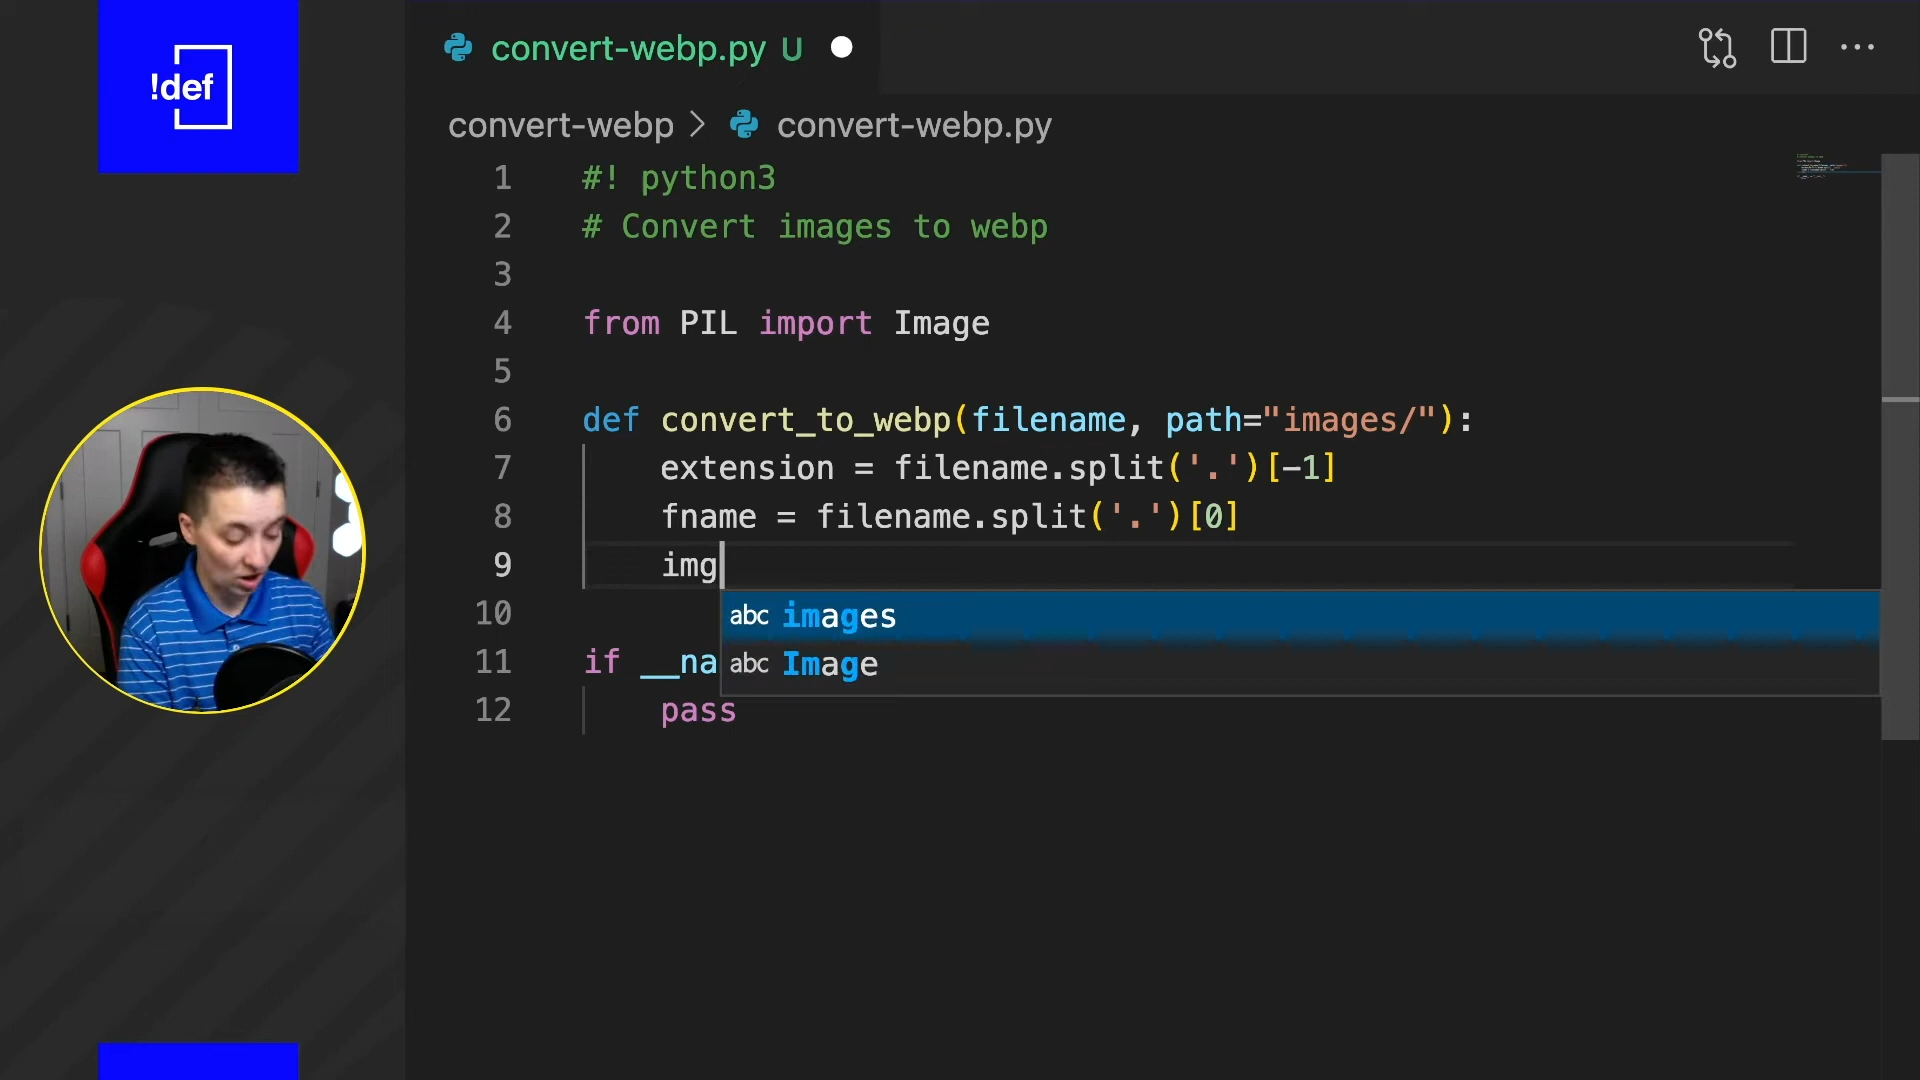 !def
convert-webp.py U
convert-webp > convert-webp.py
1 #! python3
2 # Convert images to webp
3
4 from PIL import Image
5
6 def convert_to_webp(filename, path="images/"):
7 extension = filename.split('.')[-1]
8 fname = filename.split('.')[0]
9 img
10
abc images
11 if __na
abc Image
12 pass